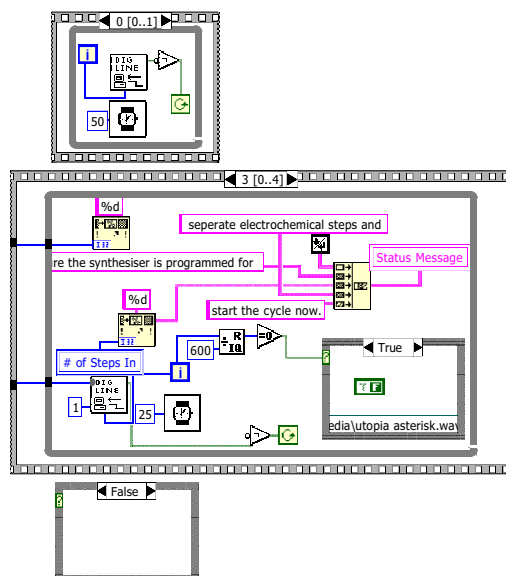 0 [0..1]
i
DIG
LINE
50
3 [0..4]
%d
seperate electrochemical steps and
re the synthesiser is programmed for
Status Message
%d
start the cycle now.
# of Steps In
600
R
IQ
=0
i
?
True
DIG
LINE
1
25
T F
edia\utopia asterisk.wav
False
?